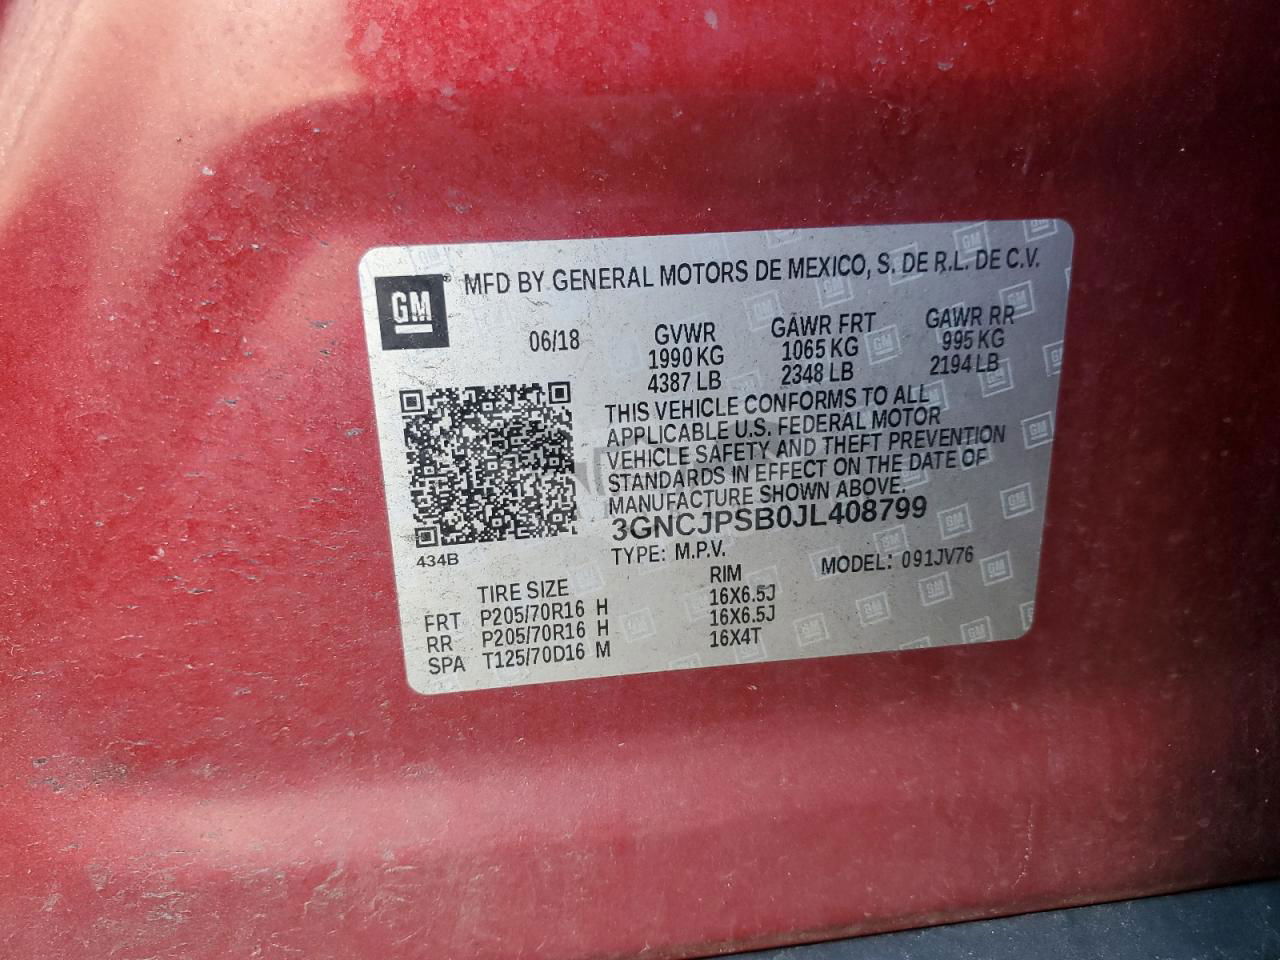 MFD BY GENERAL MOTORS DE MEXICO, S. DE R.L. DE C.V.
GM
06/18
GVWR GAWR FRT GAWR RR
1990 KG 1065 KG 995 KG
4387 LB 2348 LB 2194 LB
THIS VEHICLE CONFORMS TO ALL
APPLICABLE U.S. FEDERAL MOTOR
VEHICLE SAFETY AND THEFT PREVENTION
STANDARDS IN EFFECT ON THE DATE OF
MANUFACTURE SHOWN ABOVE.
3GNCJPSB0JL408799
434B
TYPE: M.P.V. MODEL: 091JV76
TIRE SIZE RIM
FRT P205/70R16 H 16X6.5J
RR P205/70R16 H 16X6.5J
SPA T125/70D16 M 16X4T